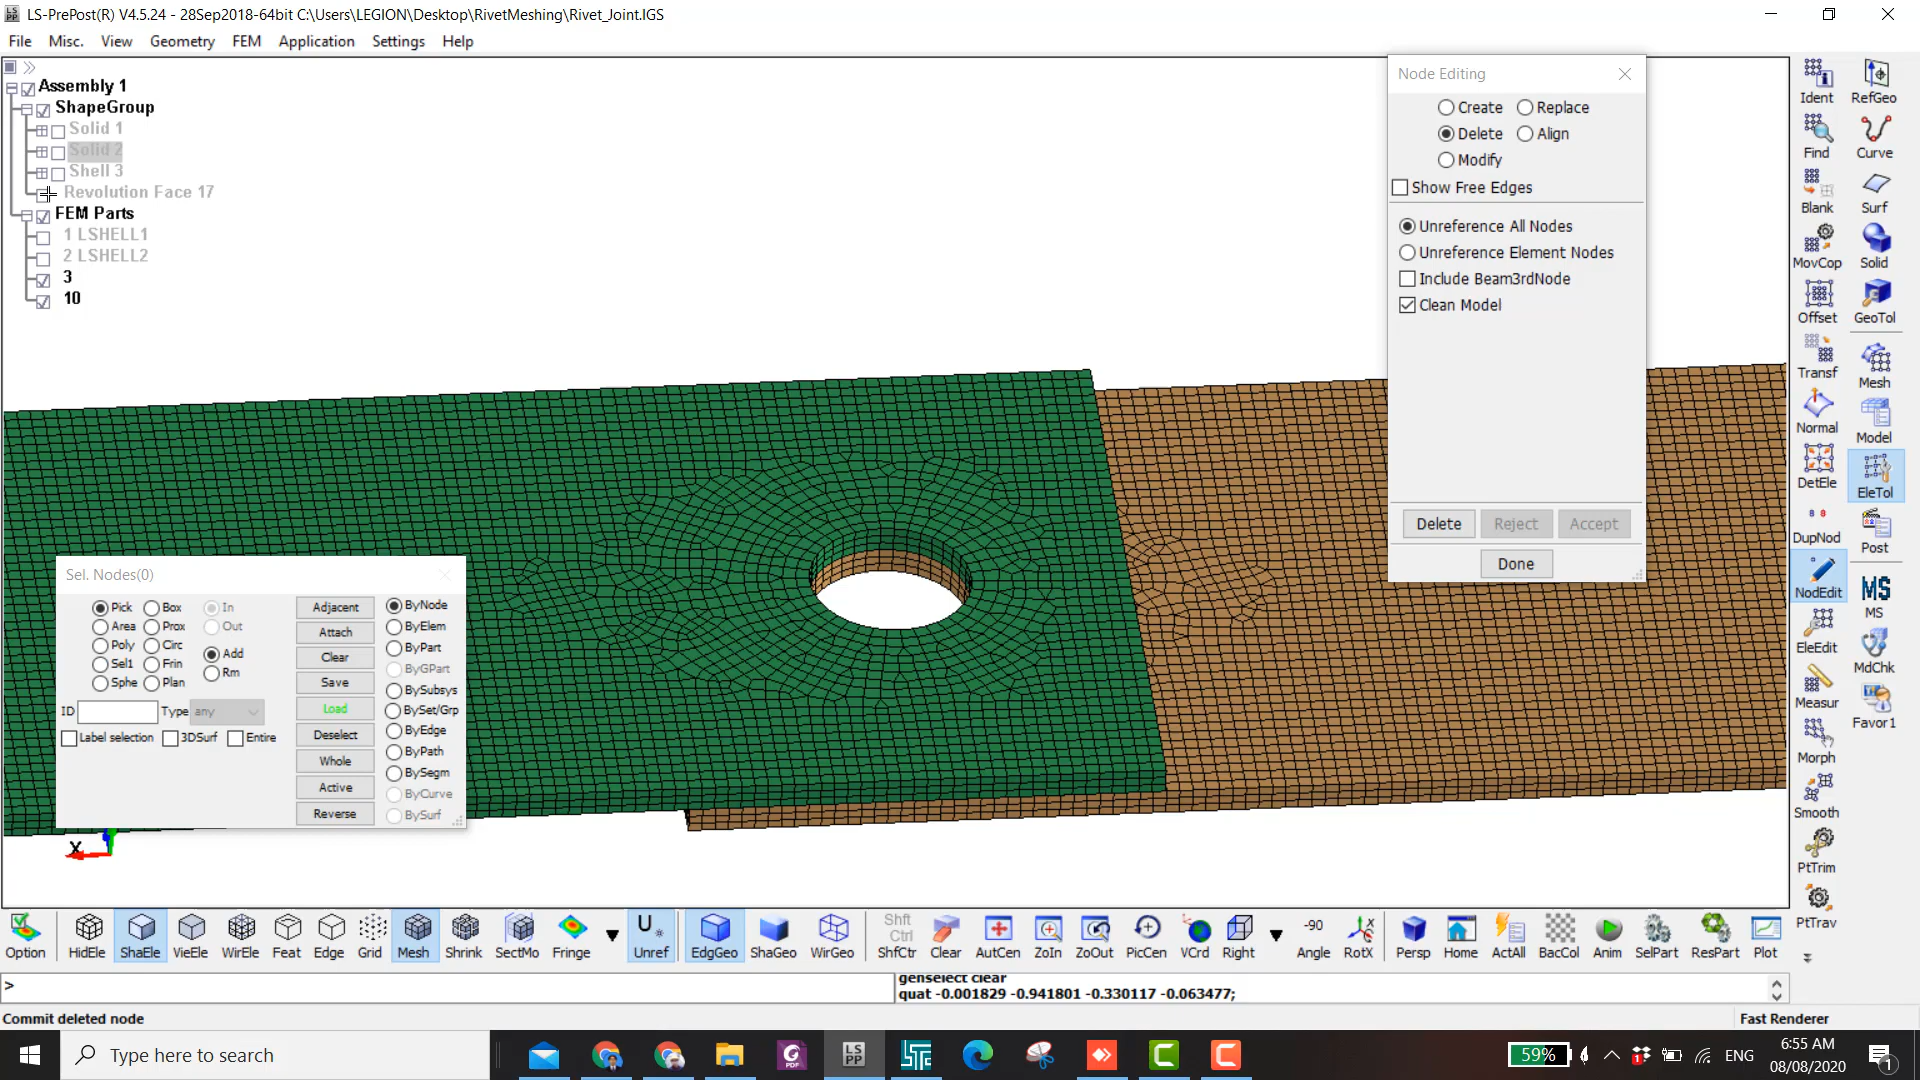 LS-PrePost(R) V4.5.24 - 28Sep2018-64bit C:\Users\LEGION\Desktop\RivetMeshing\Rivet_Joint.IGS
File Misc. View Geometry FEM Application Settings Help
Assembly 1
ShapeGroup
Solid 1
Solid 2
Shell 3
Revolution Face 17
FEM Parts
1 LSHELL1
2 LSHELL2
3
10
Node Editing
Create Replace
Delete Align
Modify
Show Free Edges
Unreference All Nodes
Unreference Element Nodes
Include Beam3rdNode
Clean Model
Delete Reject Accept
Done
Sel. Nodes(0)
Pick Box In
Area Prox Out
Poly Circ
Sel1 Frin Add
Sphe Plan Rm
ID Type any
Label selection 3DSurf Entire
Adjacent
Attach
Clear
Save
Load
Deselect
Whole
Active
Reverse
ByNode
ByElem
ByPart
ByGPart
BySubsys
BySet/Grp
ByEdge
ByPath
BySegm
ByCurve
BySurf
X
Ident
Find
Blank
MovCop
Offset
Transf
Normal
DetEle
DupNod
NodEdit
EleEdit
Measur
Morph
Smooth
PtTrim
PtTrav
RefGeo
Curve
Surf
Solid
GeoTol
Mesh
Model
EleTol
Post
MS
MS
MdChk
Favor1
Option HidEle ShaEle VieEle WirEle Feat Edge Grid Mesh Shrink SectMo Fringe U Unref EdgGeo ShaGeo WirGeo Shft Ctrl ShfCtr Clear AutCen ZoIn ZoOut PicCen VCrd Right -90 Angle RotX Persp Home ActAll BacCol Anim SelPart ResPart Plot
>
genselect clear
quat -0.001829 -0.941801 -0.330117 -0.063477;
Commit deleted node
Fast Renderer
Type here to search
PDF
LS
PP
59%
ENG
6:55 AM
08/08/2020
1